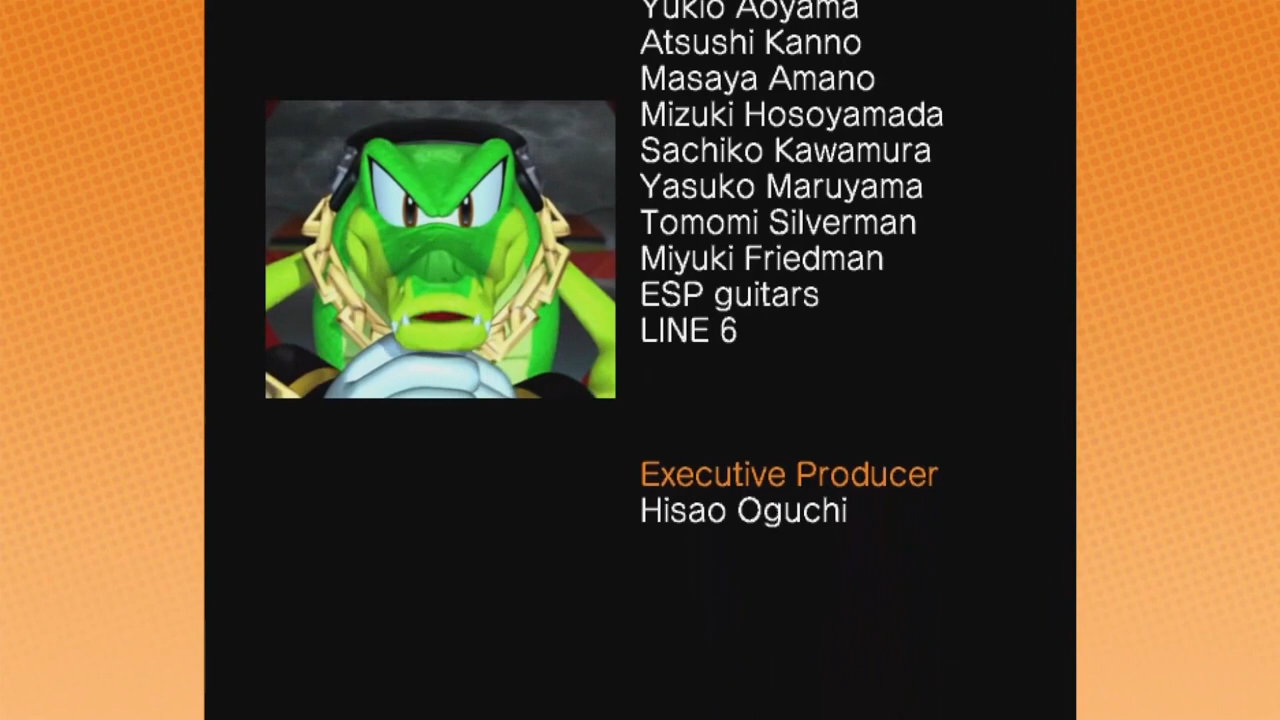 Yukio Aoyama
Atsushi Kanno
Masaya Amano
Mizuki Hosoyamada
Sachiko Kawamura
Yasuko Maruyama
Tomomi Silverman
Miyuki Friedman
ESP guitars
LINE 6
Executive Producer
Hisao Oguchi